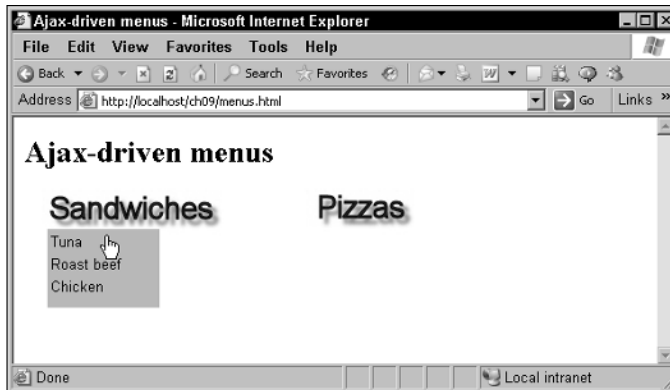 Ajax-driven menus - Microsoft Internet Explorer
File Edit View Favorites Tools Help
Back Search Favorites
Address http://localhost/ch09/menus.html Go Links »
Ajax-driven menus
Sandwiches Pizzas
Tuna
Roast beef
Chicken
Done Local intranet